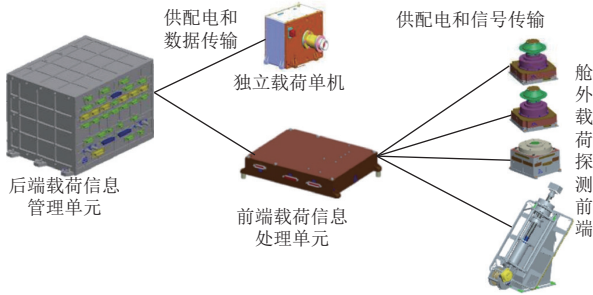 供配电和
数据传输
供配电和信号传输
独立载荷单机
后端载荷信息
管理单元
前端载荷信息
处理单元
舱外载荷探测前端